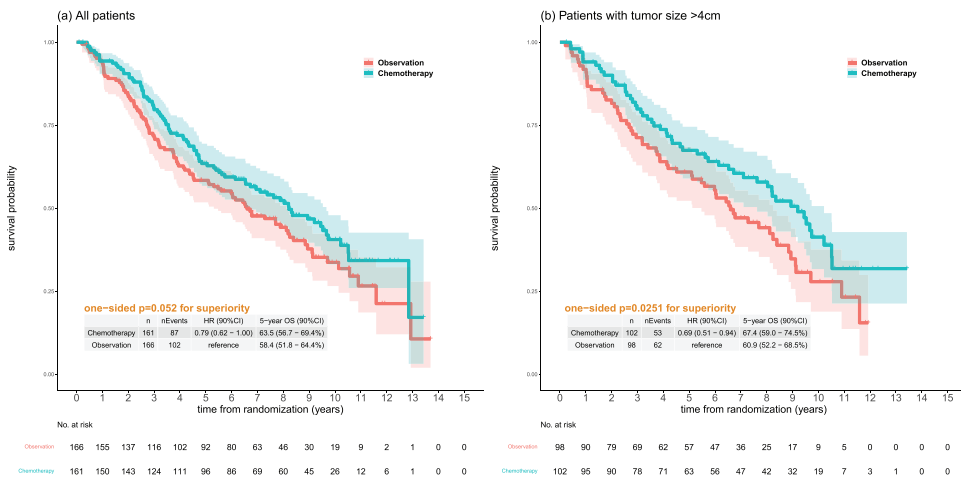 (a) All patients
1.00
0.75
0.50
0.25
0.00
survival probability
Observation
Chemotherapy
one−sided p=0.052 for superiority
n nEvents HR (90%CI) 5−year OS (90%CI)
Chemotherapy 161 87 0.79 (0.62 − 1.00) 63.5 (56.7 − 69.4%)
Observation 166 102 reference 58.4 (51.8 − 64.4%)
0 1 2 3 4 5 6 7 8 9 10 11 12 13 14 15
time from randomization (years)
No. at risk
Observation 166 155 137 116 102 92 80 63 46 30 19 9 2 1 0 0
Chemotherapy 161 150 143 124 111 96 86 69 60 45 26 12 6 1 0 0
(b) Patients with tumor size >4cm
1.00
0.75
0.50
0.25
0.00
survival probability
Observation
Chemotherapy
one−sided p=0.0251 for superiority
n nEvents HR (90%CI) 5−year OS (90%CI)
Chemotherapy 102 53 0.69 (0.51 − 0.94) 67.4 (59.0 − 74.5%)
Observation 98 62 reference 60.9 (52.2 − 68.5%)
0 1 2 3 4 5 6 7 8 9 10 11 12 13 14 15
time from randomization (years)
No. at risk
Observation 98 90 79 69 62 57 47 36 25 17 9 5 0 0 0 0
Chemotherapy 102 95 90 78 71 63 56 47 42 32 19 7 3 1 0 0